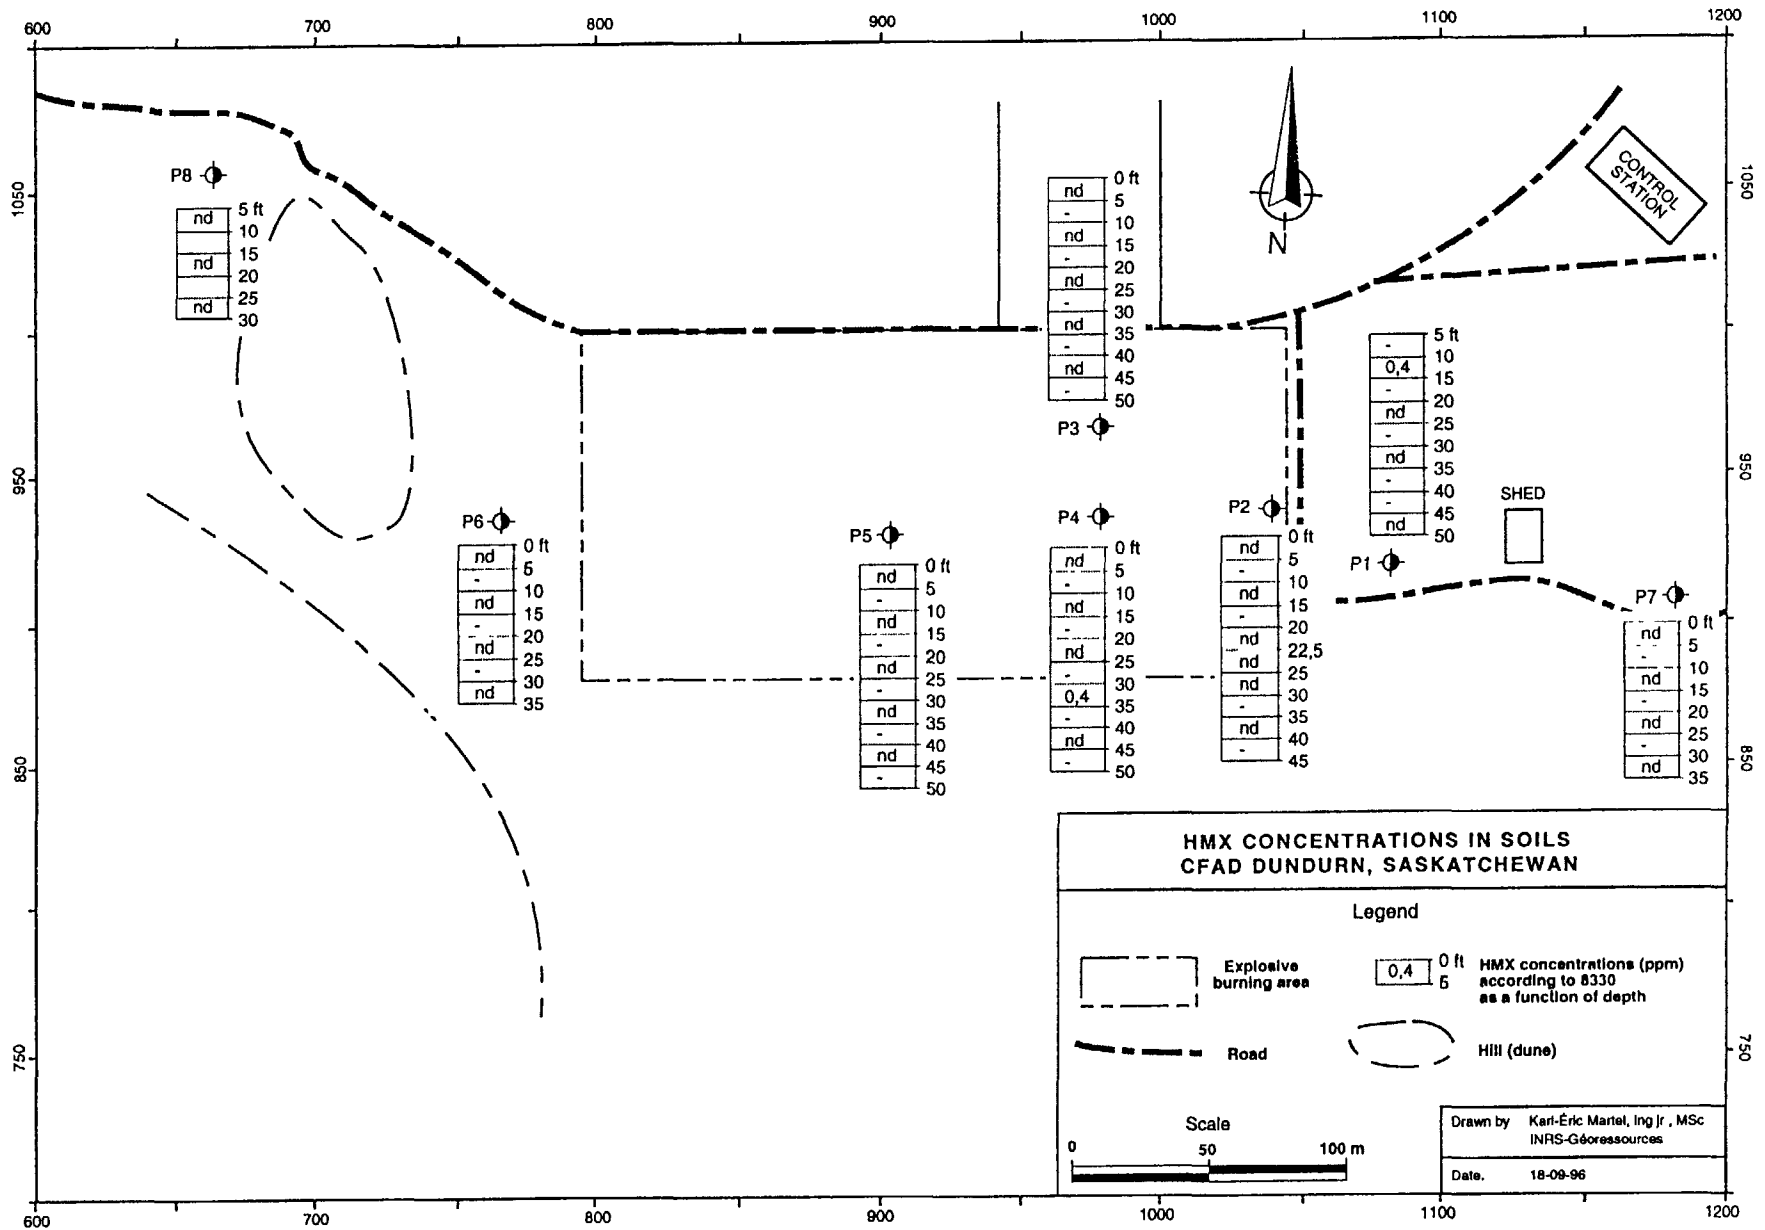 600 700 800 900 1000 1100 1200
1050
950
850
750
1050
950
850
750
600 700 800 900 1000 1100 1200
P8
5 ft
nd
10
15
nd
20
25
nd
30
0 ft
nd
5
-
10
nd
15
-
20
nd
25
-
30
nd
35
-
40
nd
45
-
50
P3
N
CONTROL
STATION
5 ft
-
10
0,4
15
-
20
nd
25
-
30
nd
35
-
40
-
45
nd
50
P1
SHED
P6
0 ft
nd
5
-
10
nd
15
-
20
nd
25
-
30
nd
35
P5
0 ft
nd
5
-
10
nd
15
-
20
nd
25
-
30
nd
35
-
40
nd
45
-
50
P4
0 ft
nd
5
-
10
nd
15
-
20
nd
25
-
30
0,4
35
-
40
nd
45
-
50
P2
0 ft
nd
5
-
10
nd
15
-
20
nd
22,5
nd
25
nd
30
-
35
nd
40
-
45
P7
0 ft
nd
5
-
10
nd
15
-
20
nd
25
-
30
nd
35
HMX CONCENTRATIONS IN SOILS
CFAD DUNDURN, SASKATCHEWAN
Legend
Explosive
burning area
0,4
0 ft
5
HMX concentrations (ppm)
according to 8330
as a function of depth
Road
Hill (dune)
Scale
0 50 100 m
Drawn by Karl-Éric Martel, Ing jr , MSc
INRS-Géoressources
Date. 18-09-96